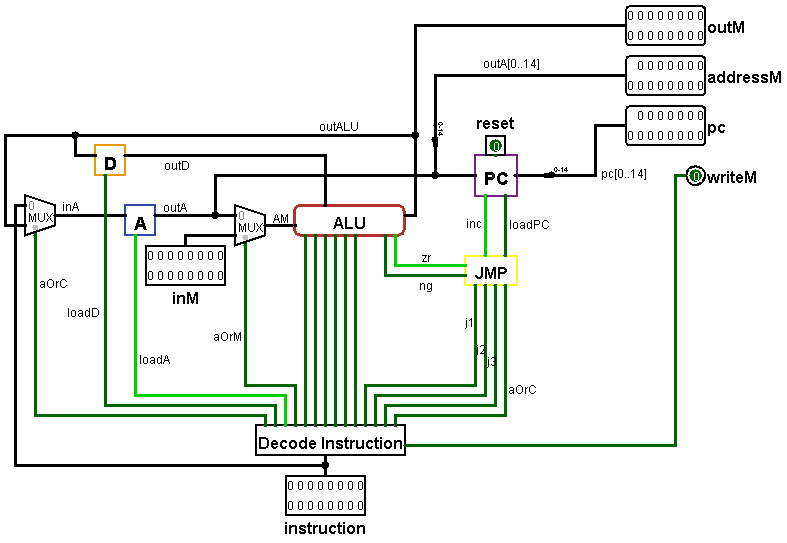 0 0 0 0 0 0 0 0
0 0 0 0 0 0 0 0
outM
outA[0..14]
0 0 0 0 0 0 0
0 0 0 0 0 0 0 0
addressM
0-14
outALU
reset
0
0 0 0 0 0 0 0
0 0 0 0 0 0 0 0
pc
D
outD
PC
0-14
pc[0..14]
0
writeM
0
MUX
inA
A
outA
0
MUX
AM
ALU
inc
loadPC
0 0 0 0 0 0 0 0
0 0 0 0 0 0 0 0
inM
zr
ng
JMP
aOrC
loadD
loadA
aOrM
j1
j2
j3
aOrC
Decode Instruction
0 0 0 0 0 0 0 0
0 0 0 0 0 0 0 0
instruction